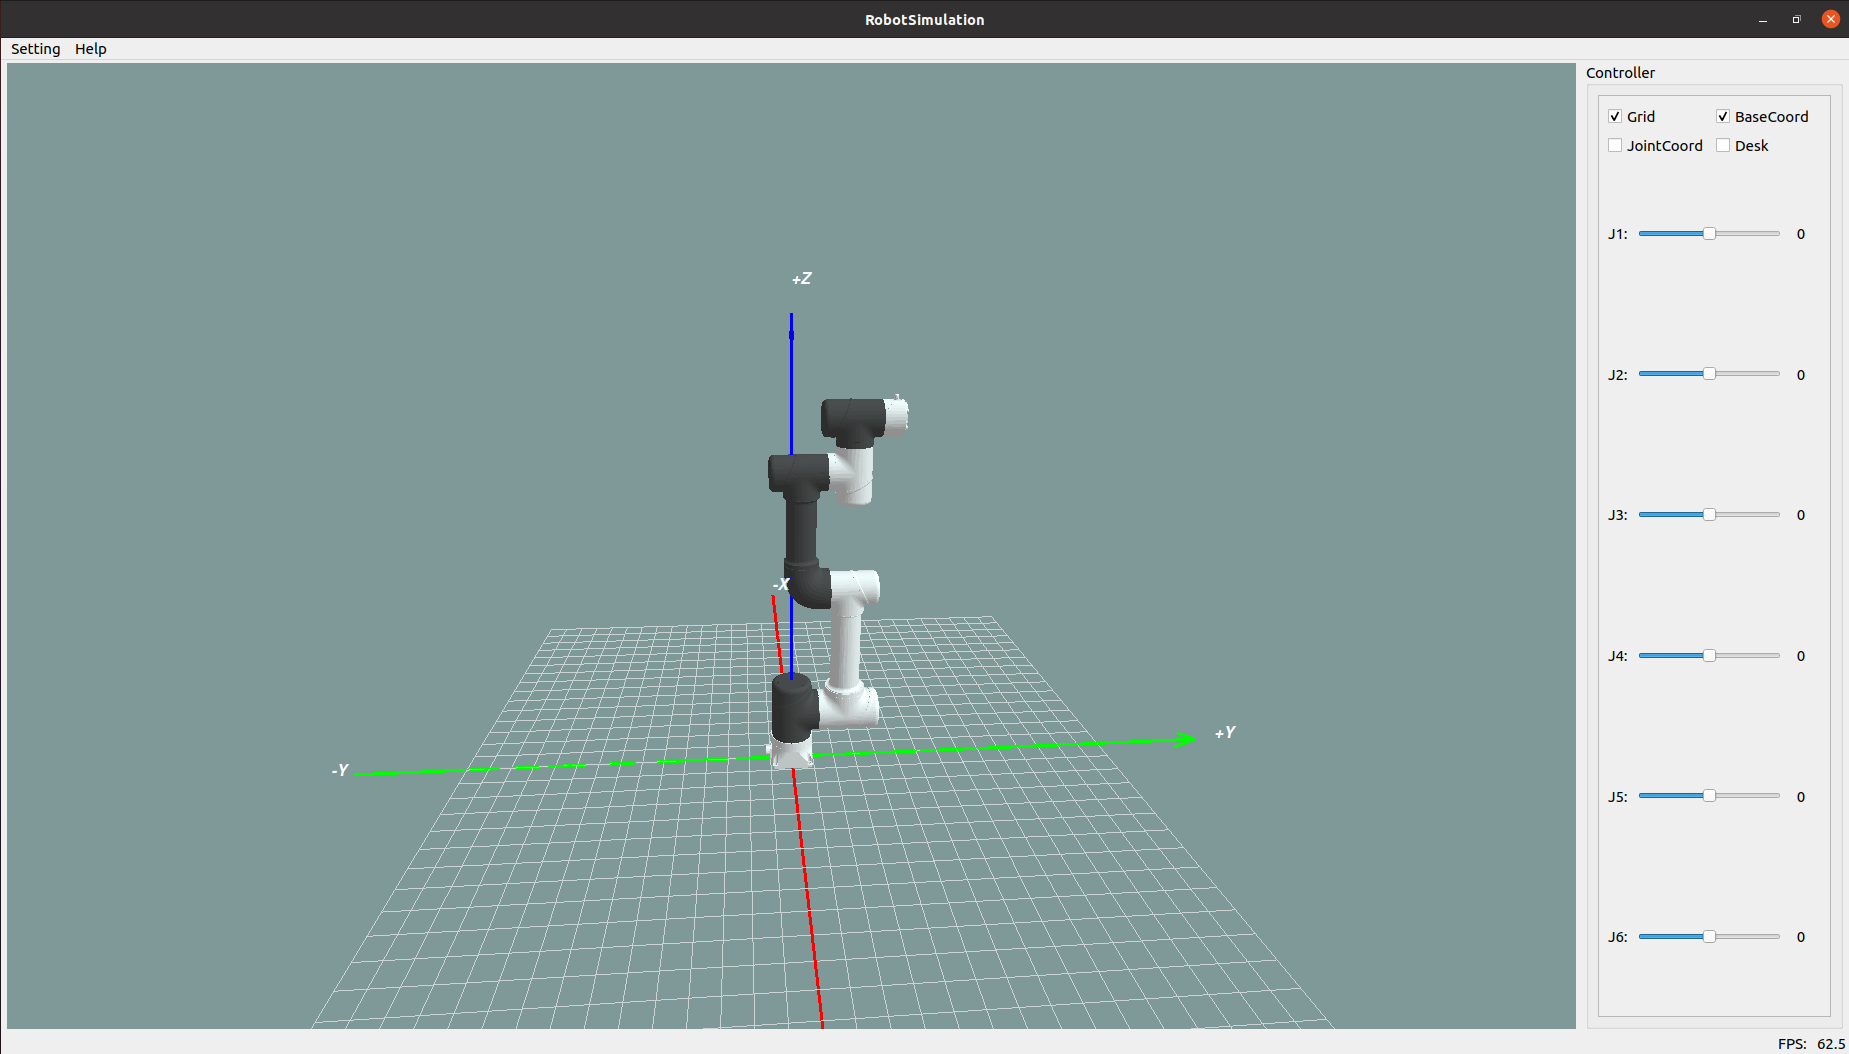 RobotSimulation
Setting Help
Controller
Grid BaseCoord
JointCoord Desk
J1: 0
+Z
J2: 0
J3: 0
-X
J4: 0
+Y
-Y
J5: 0
J6: 0
FPS: 62.5